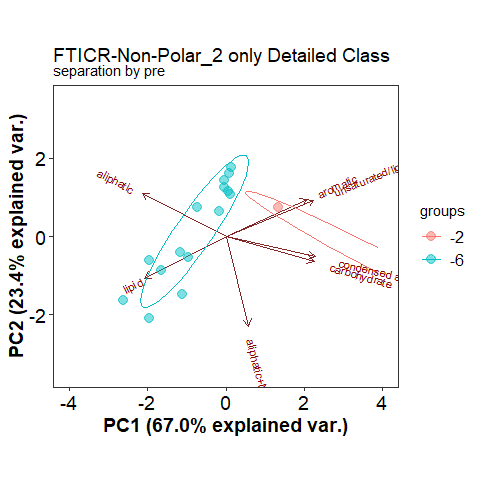 FTICR-Non-Polar_2 only Detailed Class
separation by pre
aliphatic
aromatic
unsaturated/
lipid
condensed a
carbohydrate
aliphatic+
groups
-2
-6
2
0
-2
-4
-2
0
2
4
PC1 (67.0% explained var.)
PC2 (23.4% explained var.)